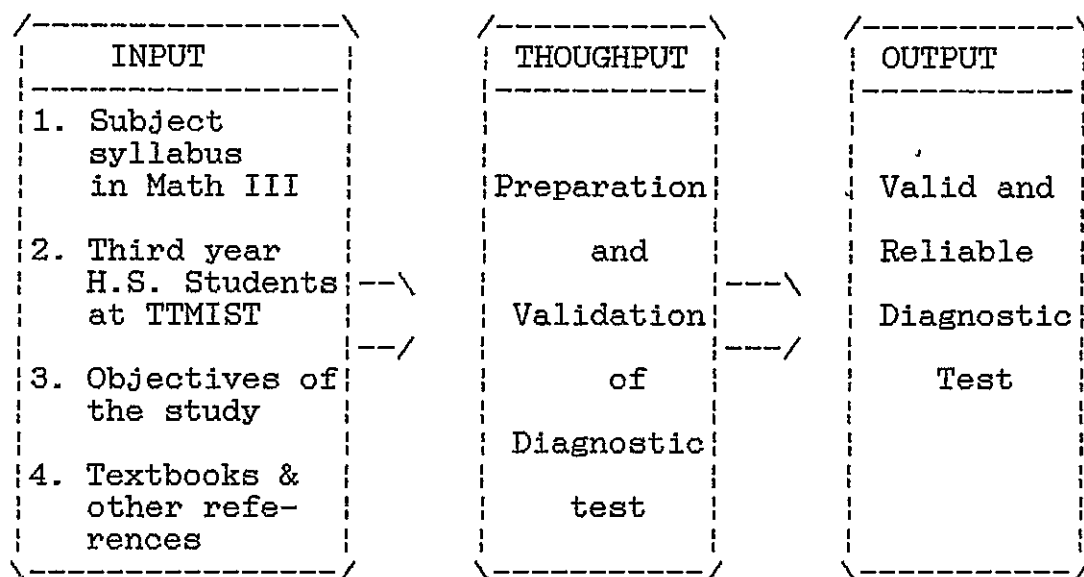 INPUT
1. Subject
syllabus
in Math III
2. Third year
H.S. Students
at TTMIST
3. Objectives of
the study
4. Textbooks &
other refe-
rences
THOUGHPUT
Preparation
and
Validation
of
Diagnostic
test
OUTPUT
Valid and
Reliable
Diagnostic
Test